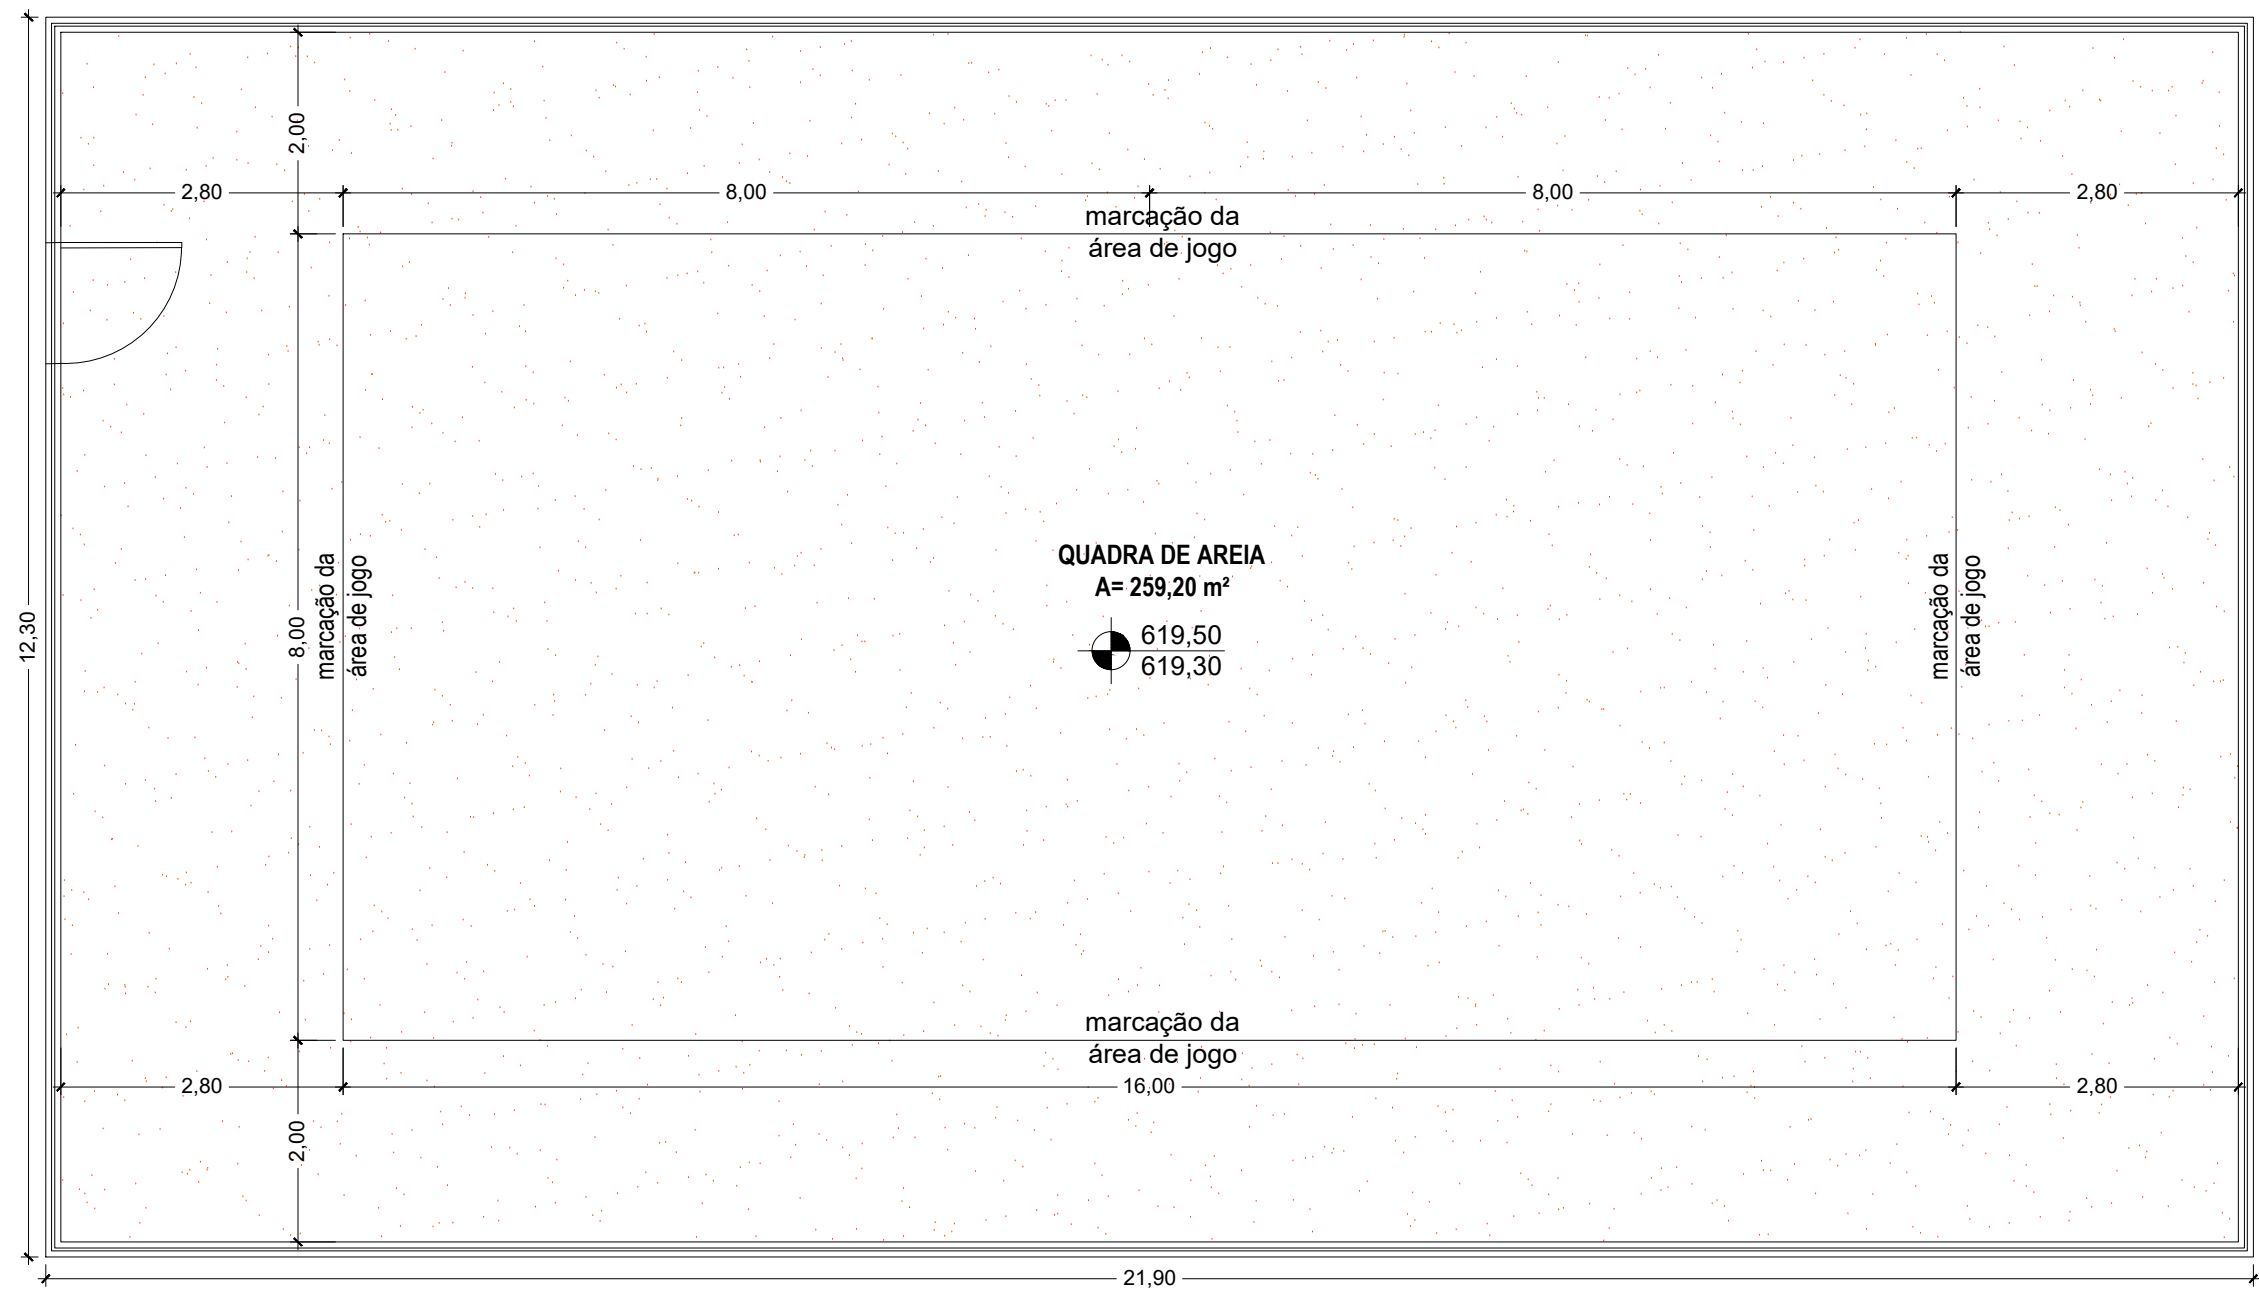 2,00
2,80
8,00
8,00
2,80
marcação da
área de jogo
12,30
8,00
marcação da
área de jogo
QUADRA DE AREIA
A= 259,20 m²
619,50
619,30
marcação da
área de jogo
marcação da
área de jogo
2,80
16,00
2,80
2,00
21,90